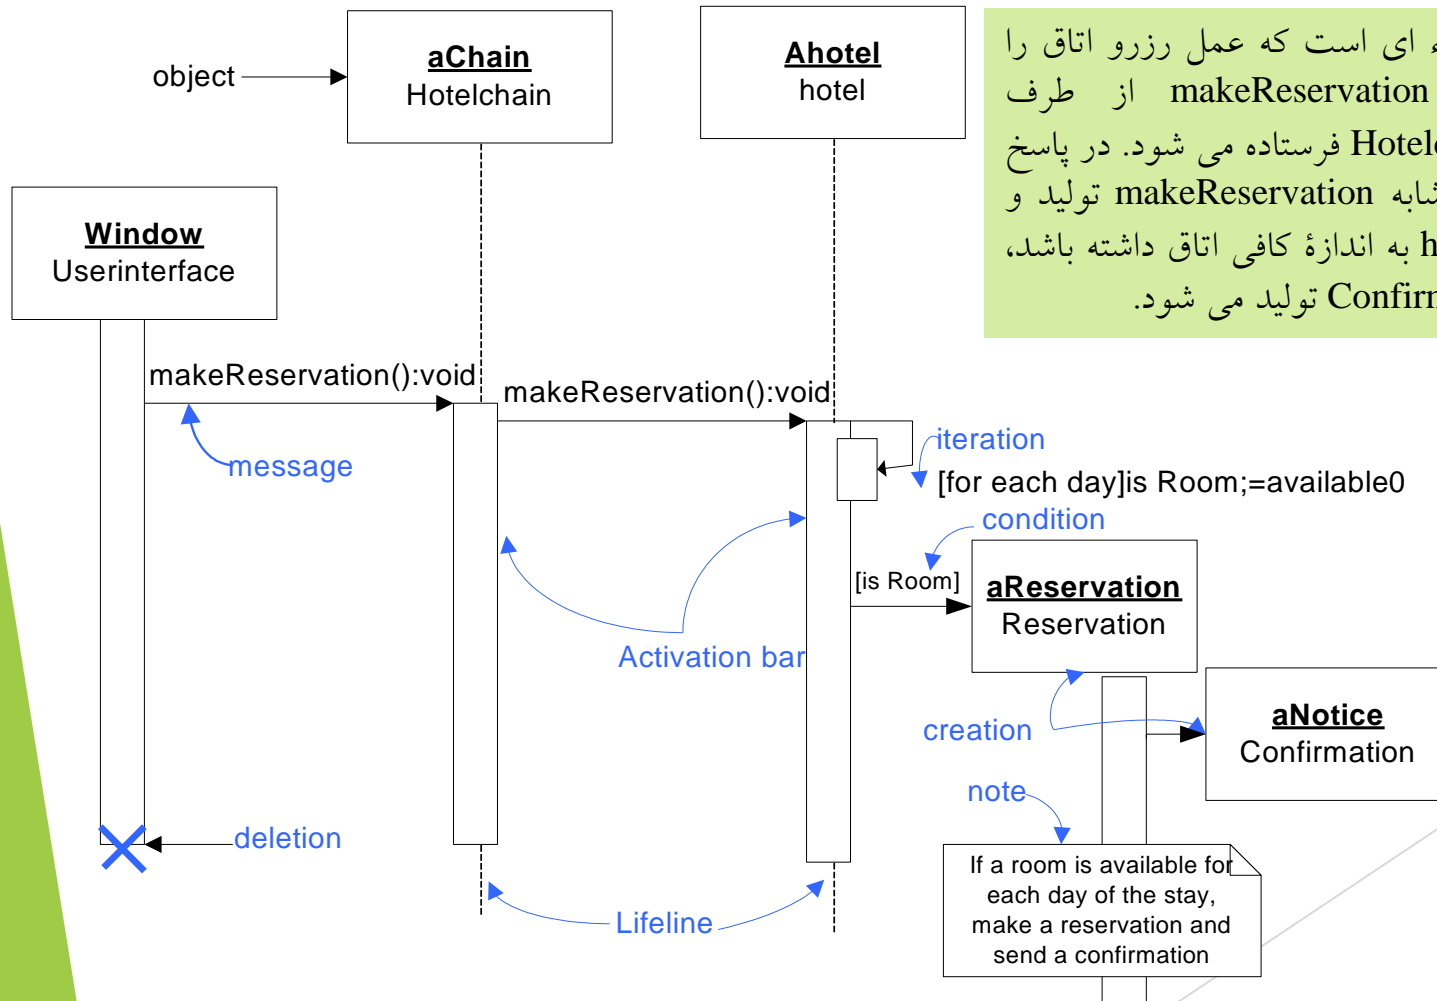 object
aChain
Hotelchain
Ahotel
hotel
ای است که عمل رزرو اتاق را
makeReservation از طرف
فرستاده می شود. در پاسخ
makeReservation تولید و
به اندازهٔ کافی اتاق داشته باشد،
تولید می شود.
Window
Userinterface
makeReservation():void
makeReservation():void
message
iteration
[for each day]is Room;=available0
condition
[is Room]
aReservation
Reservation
Activation bar
creation
aNotice
Confirmation
note
deletion
If a room is available for
each day of the stay,
make a reservation and
send a confirmation
Lifeline